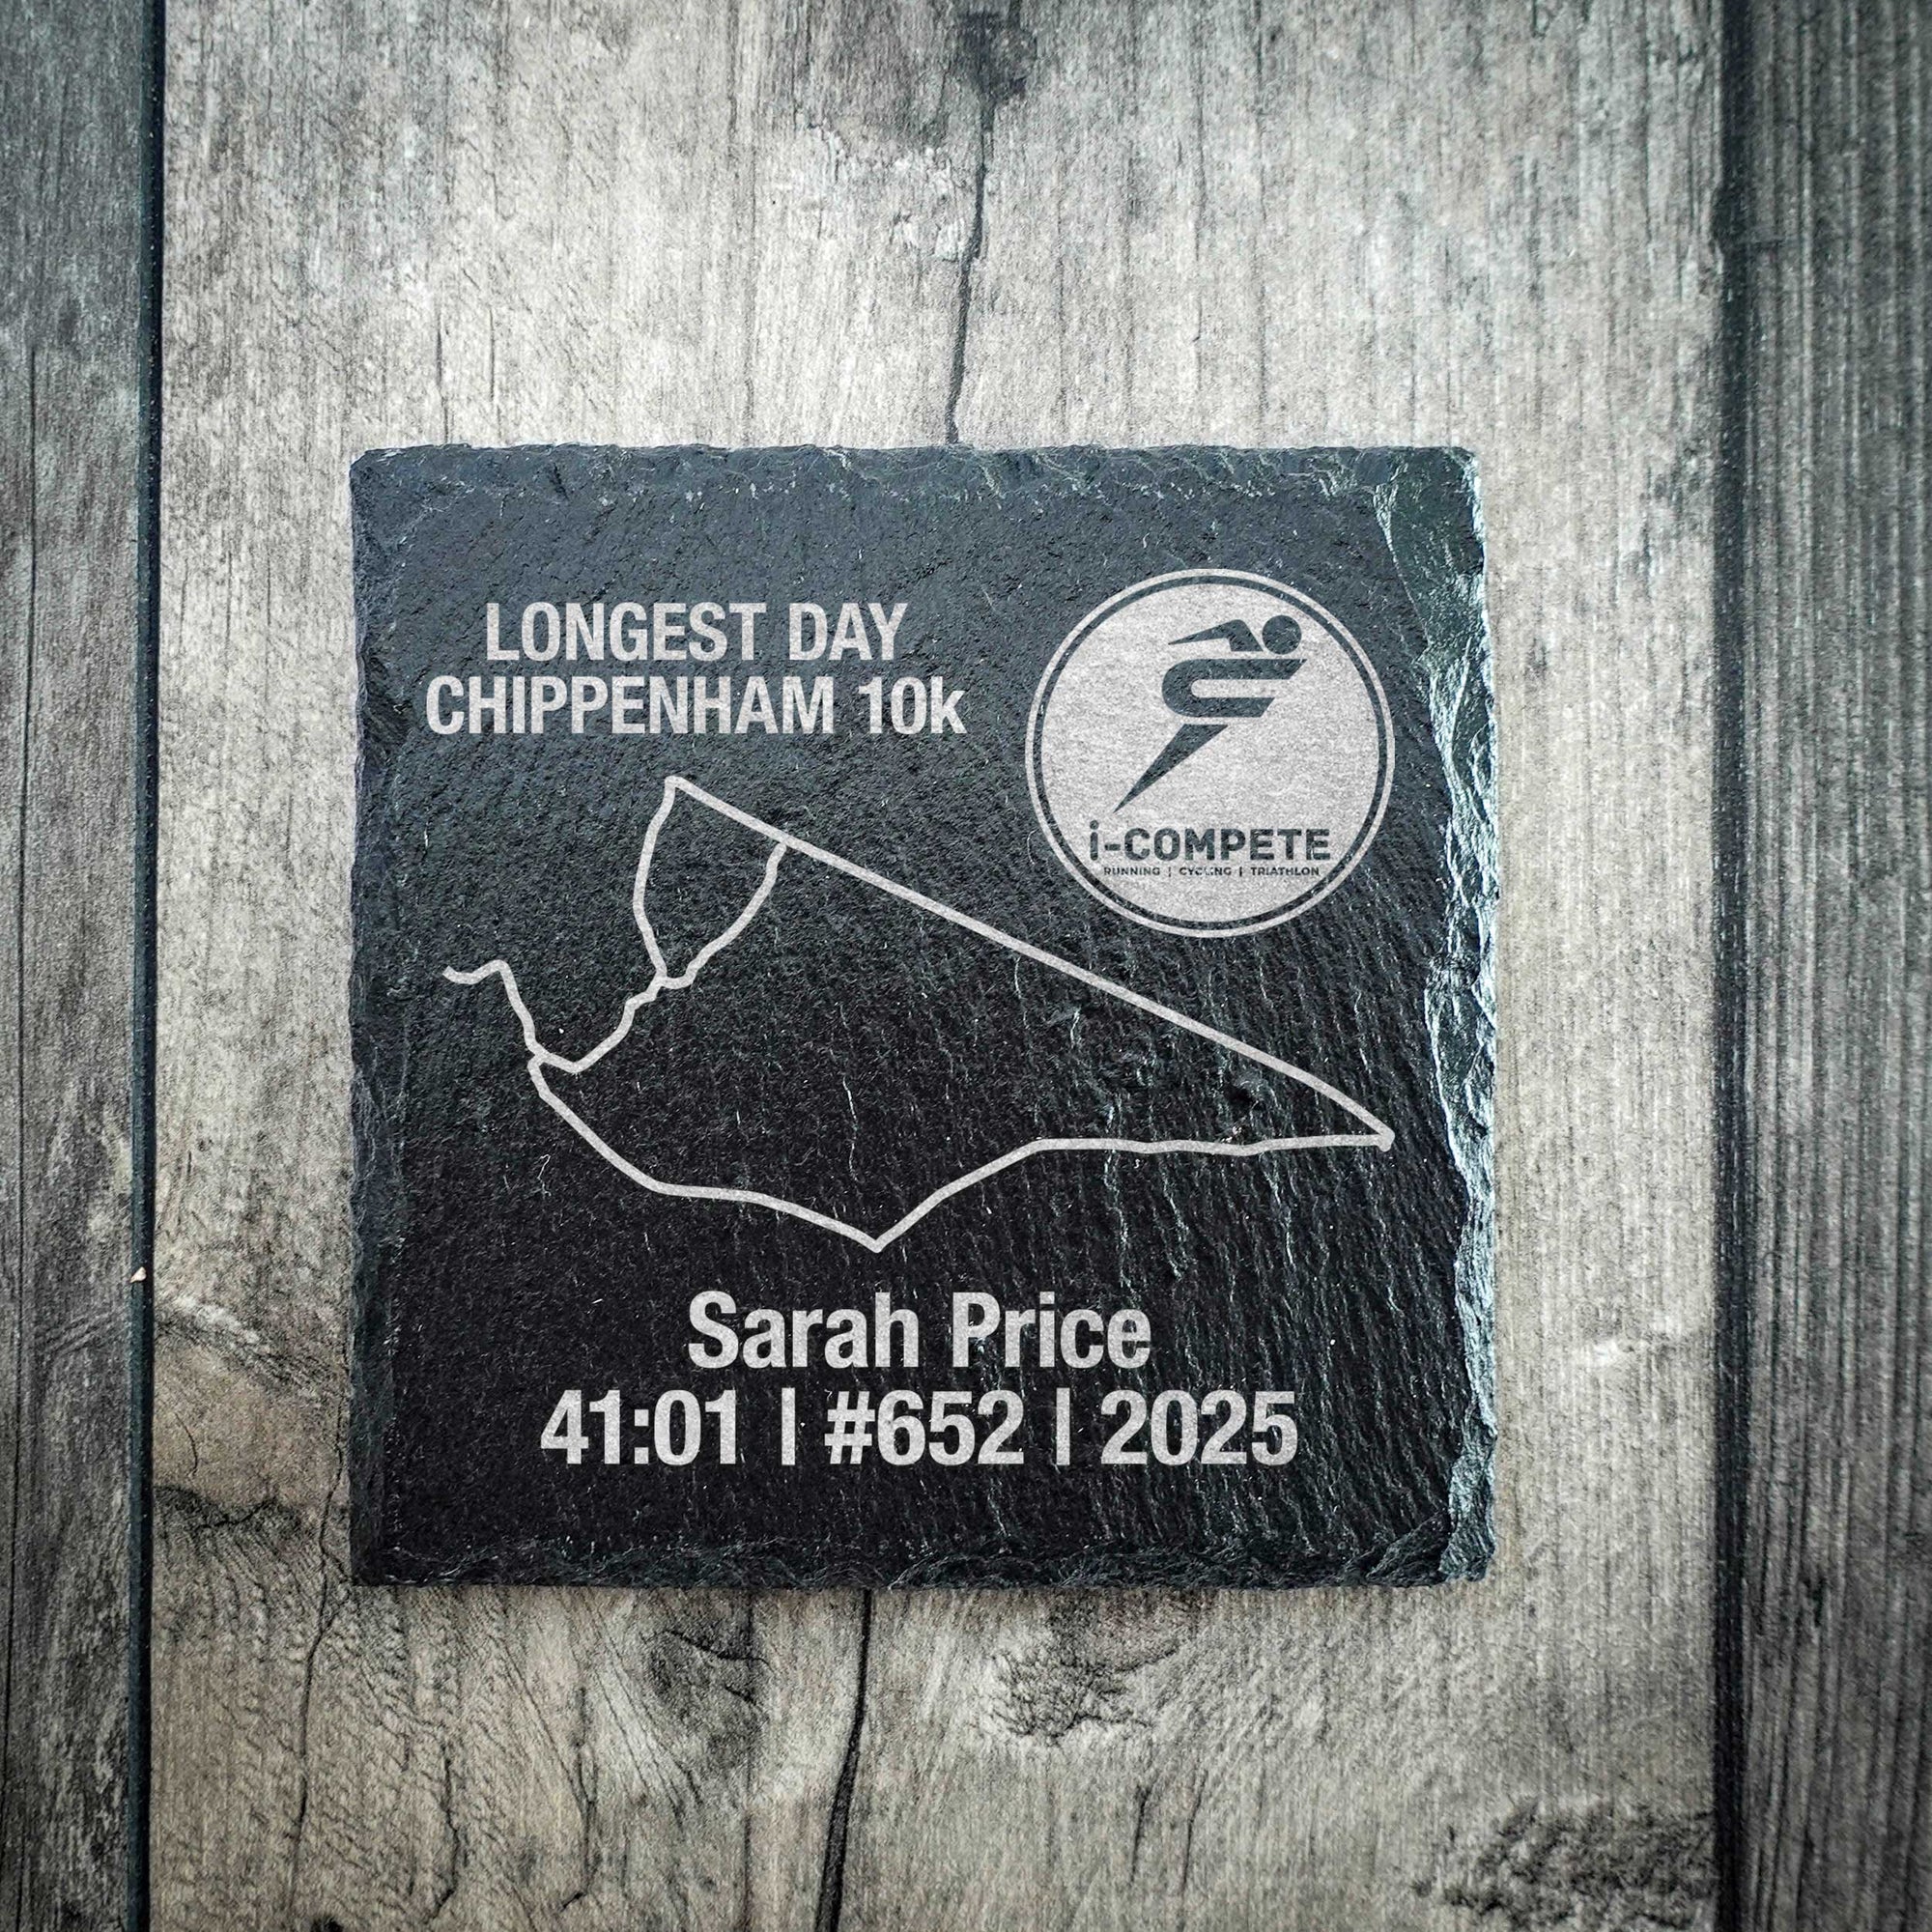 LONGEST DAY
CHIPPENHAM 10k
i-COMPETE
RUNNING | CYCLING | TRIATHLON
Sarah Price
41:01 | #652 | 2025